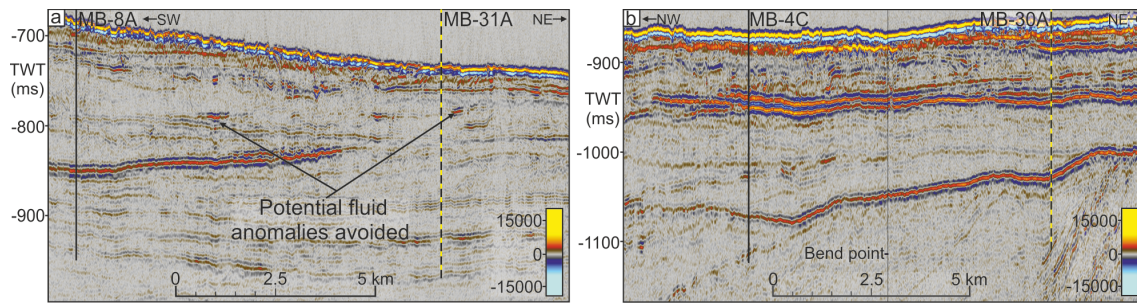 a
MB-8A
←SW
MB-31A
NE→
-700
TWT
(ms)
-800
-900
Potential fluid
anomalies avoided
0
2.5
5 km
15000
0
-15000
b
←NW
MB-4C
MB-30A
NE→
-900
TWT
(ms)
-1000
-1100
Bend point
0
2.5
5 km
15000
0
-15000